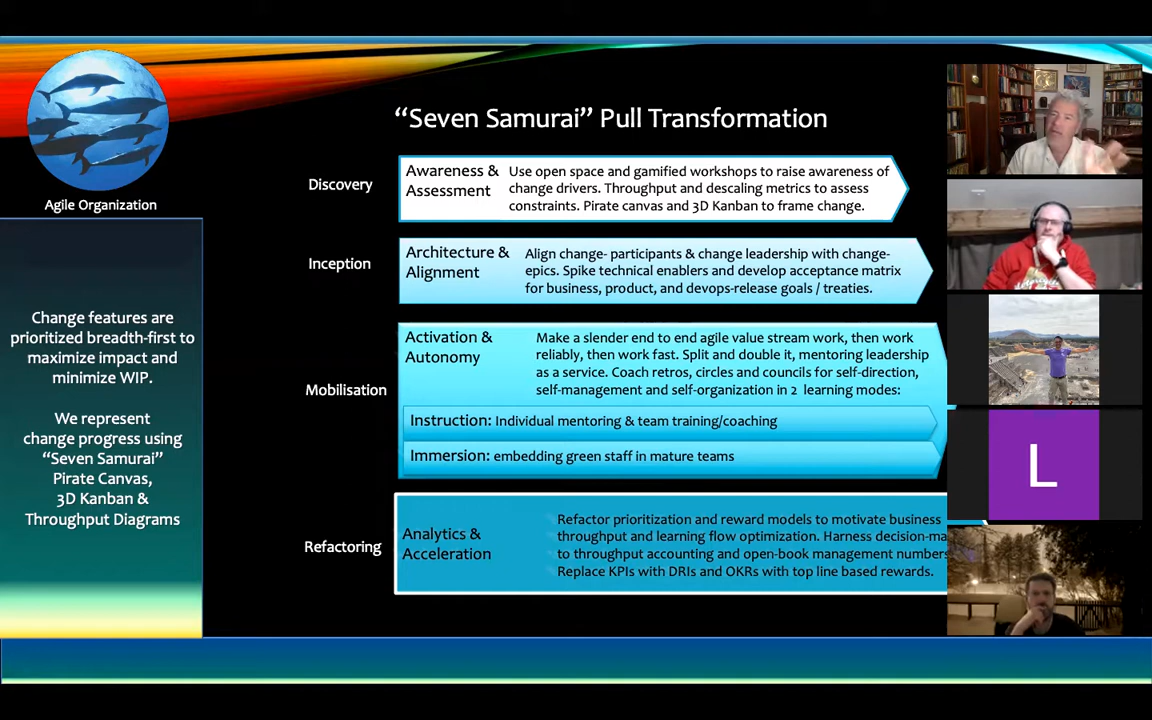 “Seven Samurai” Pull Transformation
Agile Organization
Change features are
prioritized breadth-first to
maximize impact and
minimize WIP.
We represent
change progress using
“Seven Samurai”
Pirate Canvas,
3D Kanban &
Throughput Diagrams
Discovery
Awareness &
Assessment
Use open space and gamified workshops to raise awareness of
change drivers. Throughput and descaling metrics to assess
constraints. Pirate canvas and 3D Kanban to frame change.
Inception
Architecture &
Alignment
Align change- participants & change leadership with change-
epics. Spike technical enablers and develop acceptance matrix
for business, product, and devops-release goals / treaties.
Mobilisation
Activation &
Autonomy
Make a slender end to end agile value stream work, then work
reliably, then work fast. Split and double it, mentoring leadership
as a service. Coach retros, circles and councils for self-direction,
self-management and self-organization in 2 learning modes:
Instruction: Individual mentoring & team training/coaching
Immersion: embedding green staff in mature teams
Refactoring
Analytics &
Acceleration
Refactor prioritization and reward models to motivate business
throughput and learning flow optimization. Harness
to throughput accounting and open-book management numbers
Replace KPIs with DRIs and OKRs with top line based rewards.
L